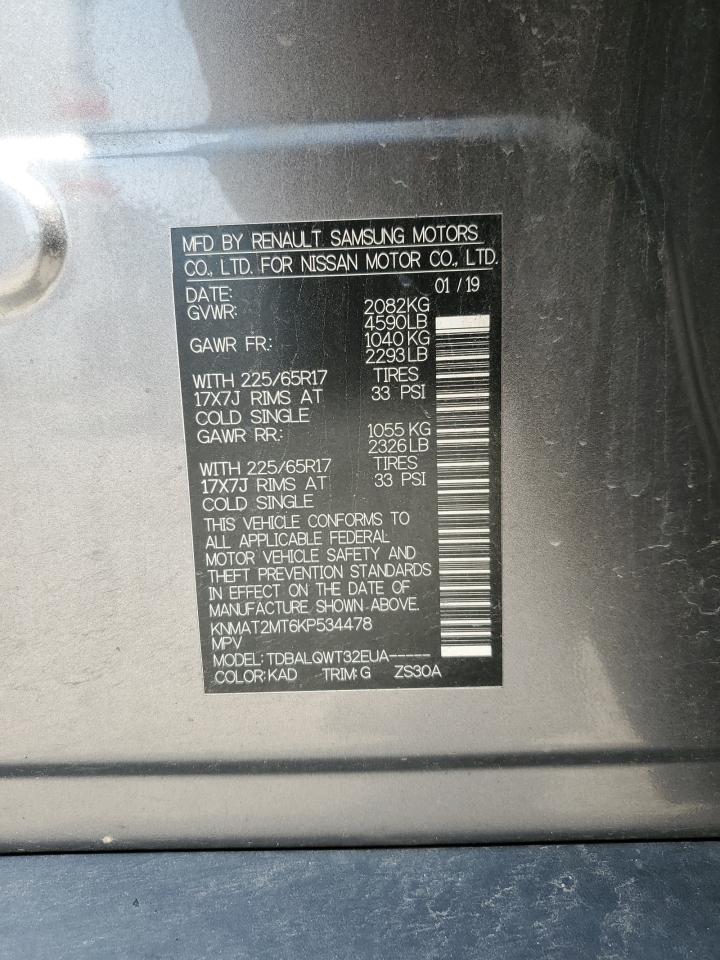 MFD BY RENAULT SAMSUNG MOTORS
CO., LTD. FOR NISSAN MOTOR CO., LTD.
DATE: 01 / 19
GVWR: 2082KG
4590LB
GAWR FR.: 1040 KG
2293LB
WITH 225/65R17 TIRES
17X7J RIMS AT 33 PSI
COLD SINGLE
GAWR RR.: 1055 KG
2326LB
WITH 225/65R17 TIRES
17X7J RIMS AT 33 PSI
COLD SINGLE
THIS VEHICLE CONFORMS TO
ALL APPLICABLE FEDERAL
MOTOR VEHICLE SAFETY AND
THEFT PREVENTION STANDARDS
IN EFFECT ON THE DATE OF
MANUFACTURE SHOWN ABOVE.
KNMAT2MT6KP534478
MPV
MODEL: TDBALQWT32EUA-----
COLOR: KAD TRIM: G ZS30A